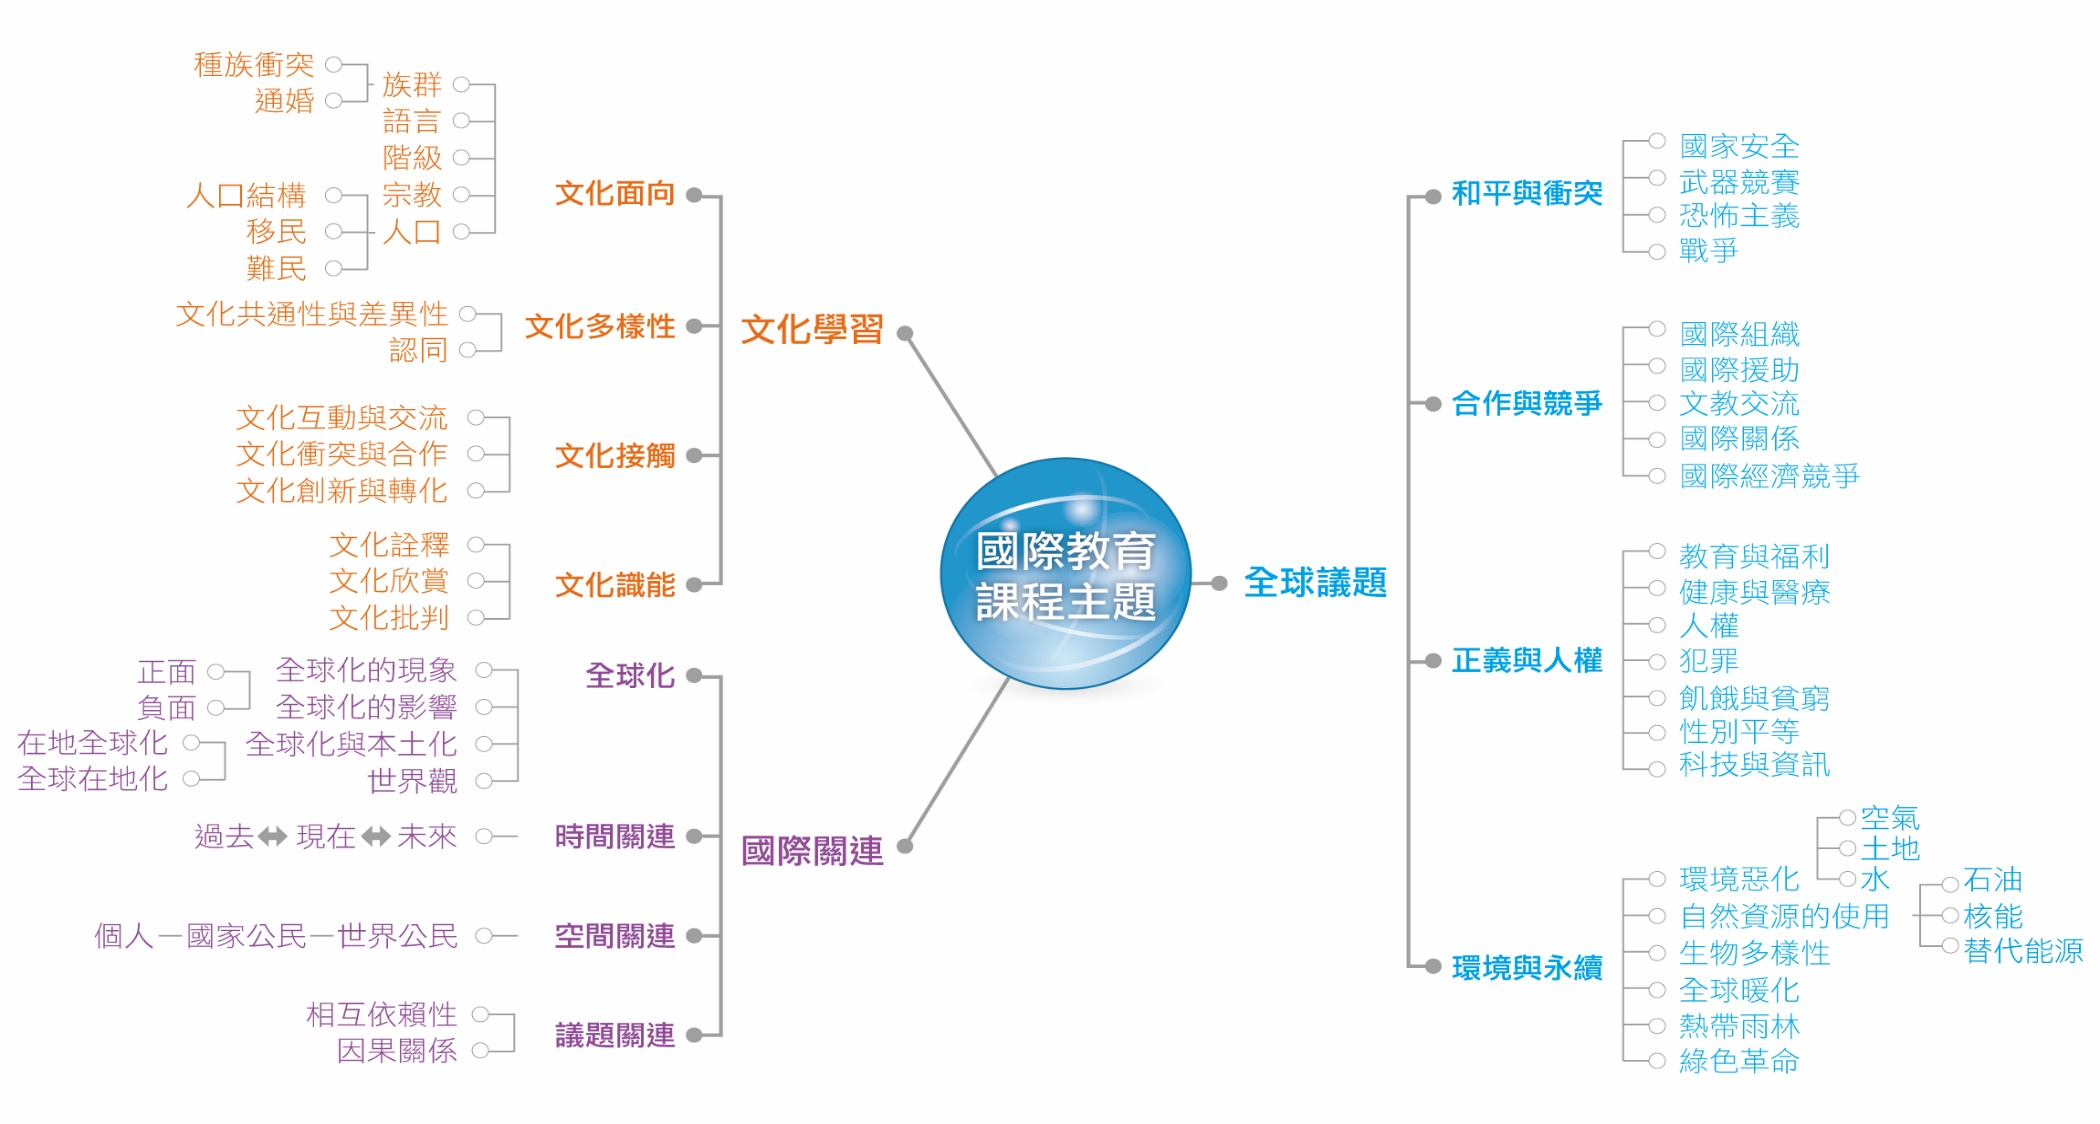 國際教育
課程主題
文化學習
文化面向
族群
種族衝突
通婚
語言
階級
宗教
人口
人口結構
移民
難民
文化多樣性
文化共通性與差異性
認同
文化接觸
文化互動與交流
文化衝突與合作
文化創新與轉化
文化識能
文化詮釋
文化欣賞
文化批判
國際關連
全球化
全球化的現象
全球化的影響
正面
負面
全球化與本土化
在地全球化
全球在地化
世界觀
時間關連
過去⬌現在⬌未來
空間關連
個人－國家公民－世界公民
議題關連
相互依賴性
因果關係
全球議題
和平與衝突
國家安全
武器競賽
恐怖主義
戰爭
合作與競爭
國際組織
國際援助
文教交流
國際關係
國際經濟競爭
正義與人權
教育與福利
健康與醫療
人權
犯罪
飢餓與貧窮
性別平等
科技與資訊
環境與永續
環境惡化
空氣
土地
水
自然資源的使用
石油
核能
替代能源
生物多樣性
全球暖化
熱帶雨林
綠色革命